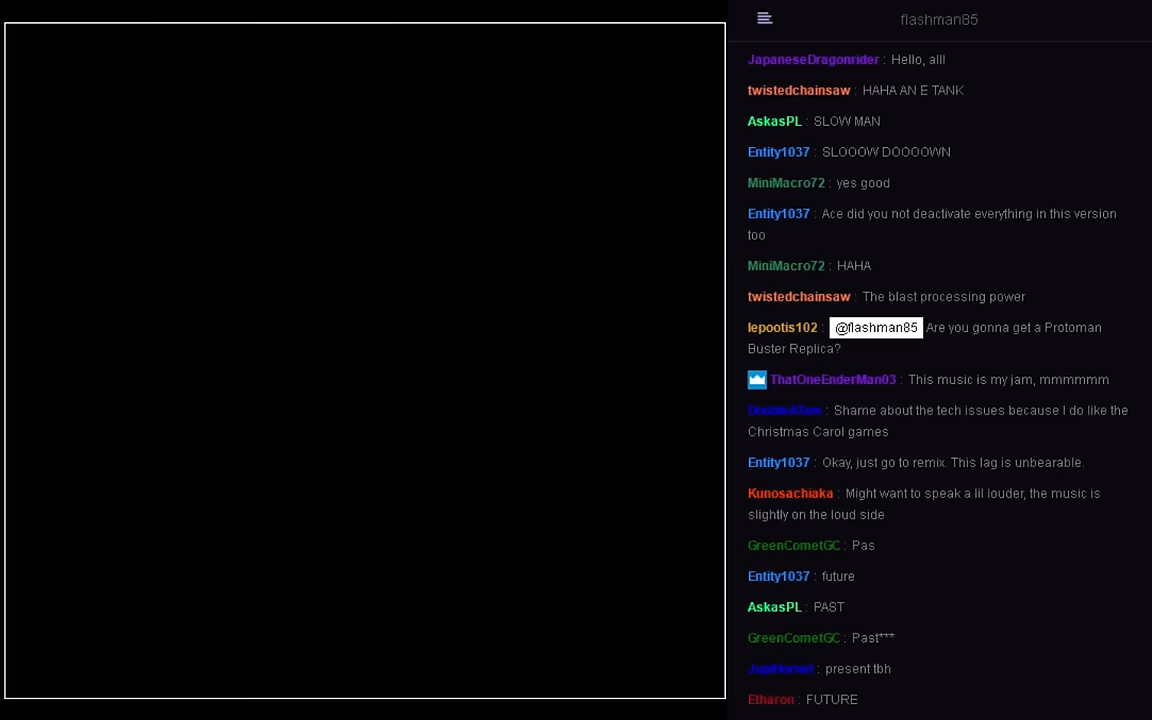 flashman85
JapaneseDragonrider : Hello, all!
twistedchainsaw : HAHA AN E TANK
AskasPL : SLOW MAN
Entity1037 : SLOOOW DOOOOWN
MiniMacro72 : yes good
Entity1037 : Ace did you not deactivate everything in this version
too
MiniMacro72 : HAHA
twistedchainsaw : The blast processing power
lepootis102 : @flashman85 Are you gonna get a Protoman
Buster Replica?
ThatOneEnderMan03 : This music is my jam, mmmmmm
: Shame about the tech issues because I do like the
Christmas Carol games
Entity1037 : Okay, just go to remix. This lag is unbearable.
Kunosachiaka : Might want to speak a lil louder, the music is
slightly on the loud side
GreenCometGC : Pas
Entity1037 : future
AskasPL : PAST
GreenCometGC : Past***
: present tbh
Etharon : FUTURE